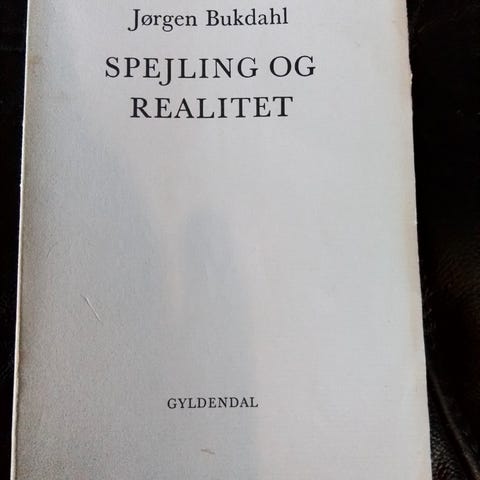 Jørgen Bukdahl
SPEJLING OG
REALITET
GYLDENDAL